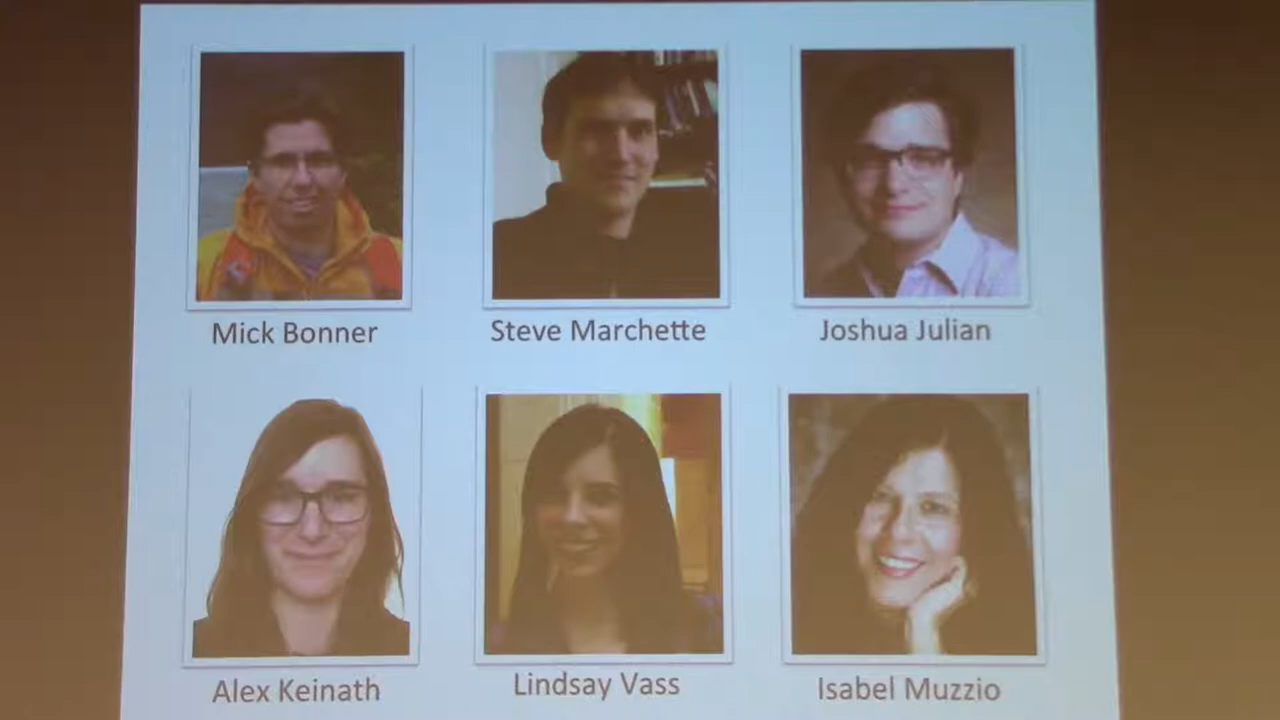 Mick Bonner
Steve Marchette
Joshua Julian
Alex Keinath
Lindsay Vass
Isabel Muzzio